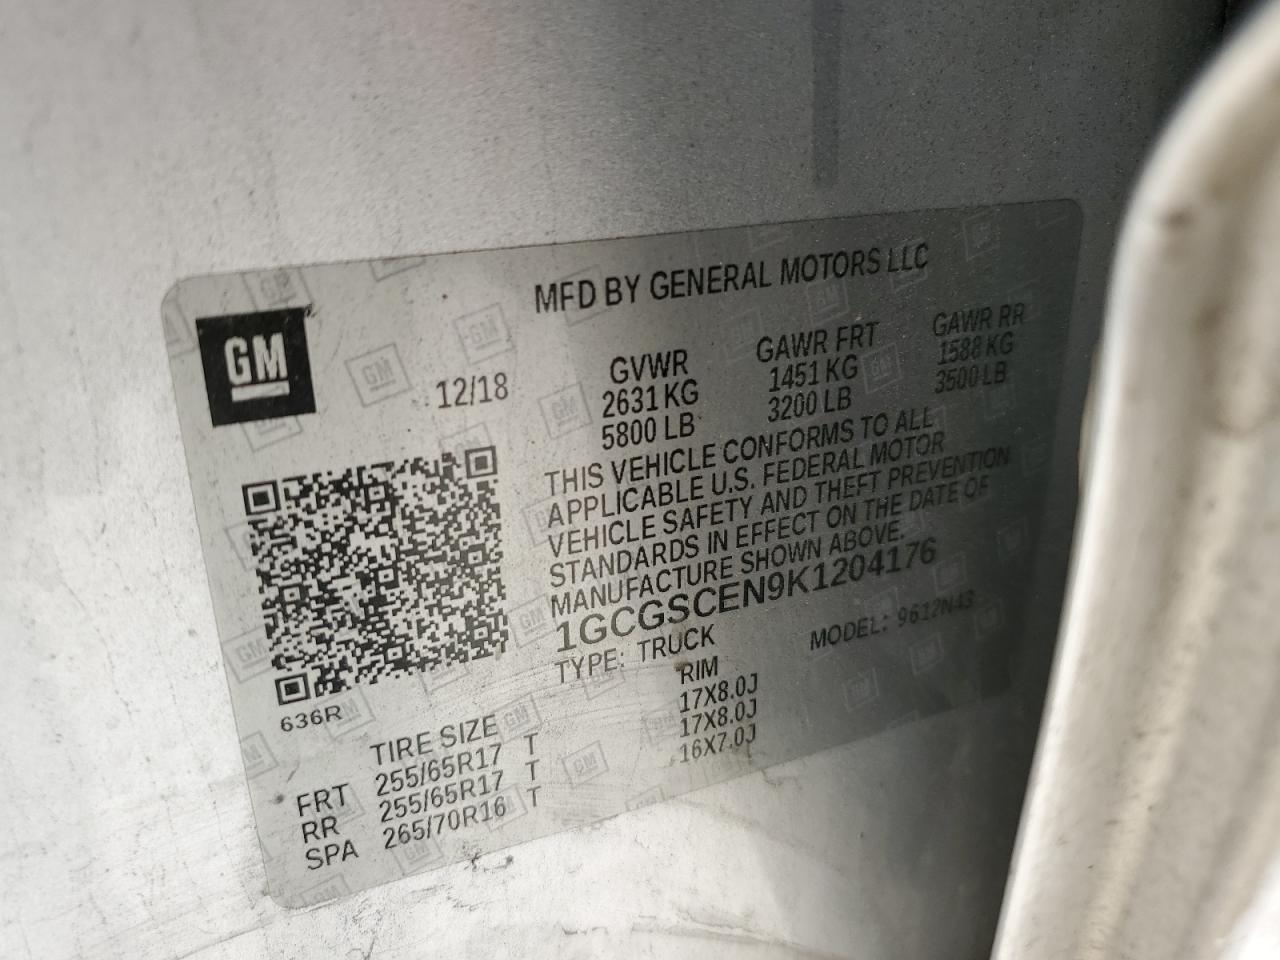 MFD BY GENERAL MOTORS LLC
GM
12/18
GVWR GAWR FRT GAWR RR
2631 KG 1451 KG 1588 KG
5800 LB 3200 LB 3500 LB
THIS VEHICLE CONFORMS TO ALL
APPLICABLE U.S. FEDERAL MOTOR
VEHICLE SAFETY AND THEFT PREVENTION
STANDARDS IN EFFECT ON THE DATE OF
MANUFACTURE SHOWN ABOVE.
1GCGSCEN9K1204176
TYPE: TRUCK MODEL: 9612N43
636R
TIRE SIZE RIM
FRT 255/65R17 T 17X8.0J
RR 255/65R17 T 17X8.0J
SPA 265/70R16 T 16X7.0J